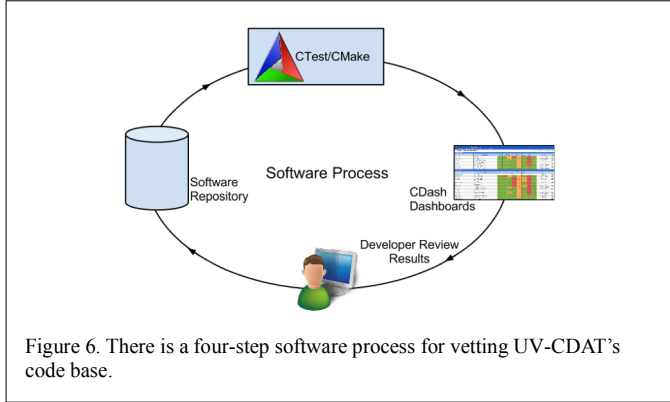 CTest/CMake
Software Process
Software
Repository
CDash
Dashboards
Developer Review
Results
Figure 6. There is a four-step software process for vetting UV-CDAT’s
code base.